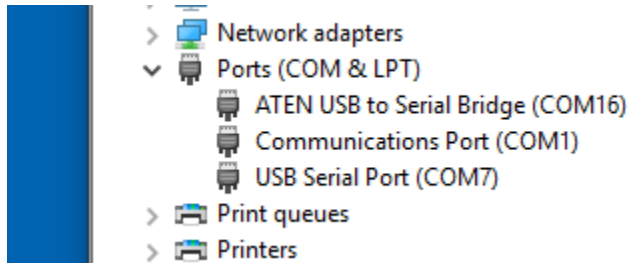 Network adapters
Ports (COM & LPT)
ATEN USB to Serial Bridge (COM16)
Communications Port (COM1)
USB Serial Port (COM7)
Print queues
Printers